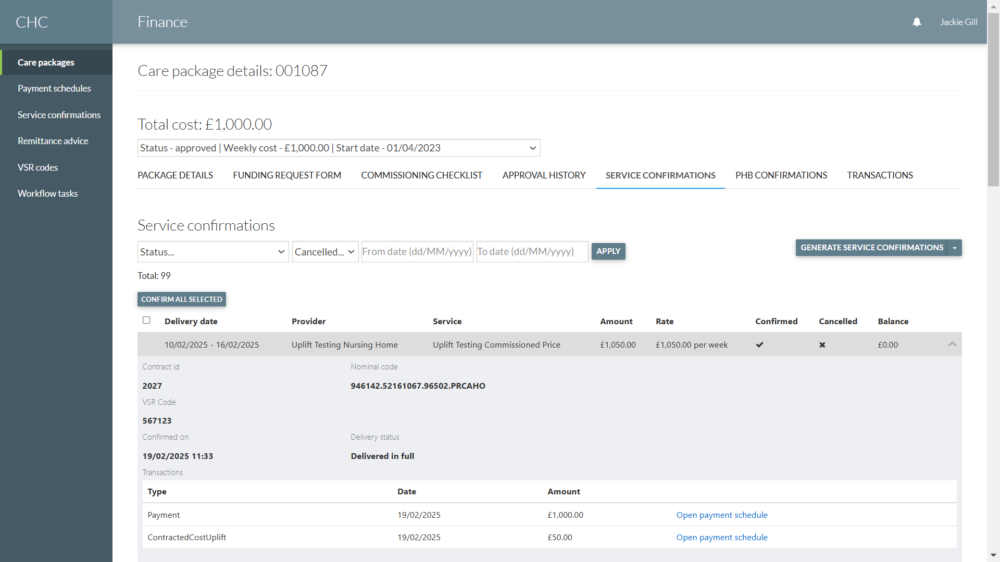 CHC
Finance
Jackie Gill
Care packages
Payment schedules
Service confirmations
Remittance advice
VSR codes
Workflow tasks
Care package details: 001087
Total cost: £1,000.00
Status - approved | Weekly cost - £1,000.00 | Start date - 01/04/2023
PACKAGE DETAILS FUNDING REQUEST FORM COMMISSIONING CHECKLIST APPROVAL HISTORY SERVICE CONFIRMATIONS PHB CONFIRMATIONS TRANSACTIONS
Service confirmations
Status... Cancelled... From date (dd/MM/yyyy) To date (dd/MM/yyyy) APPLY GENERATE SERVICE CONFIRMATIONS
Total: 99
CONFIRM ALL SELECTED
Delivery date Provider Service Amount Rate Confirmed Cancelled Balance
10/02/2025 - 16/02/2025 Uplift Testing Nursing Home Uplift Testing Commissioned Price £1,050.00 £1,050.00 per week £0.00
Contract id Nominal code
2027 946142.52161067.96502.PRCAHO
VSR Code
567123
Confirmed on Delivery status
19/02/2025 11:33 Delivered in full
Transactions
Type Date Amount
Payment 19/02/2025 £1,000.00 Open payment schedule
ContractedCostUplift 19/02/2025 £50.00 Open payment schedule